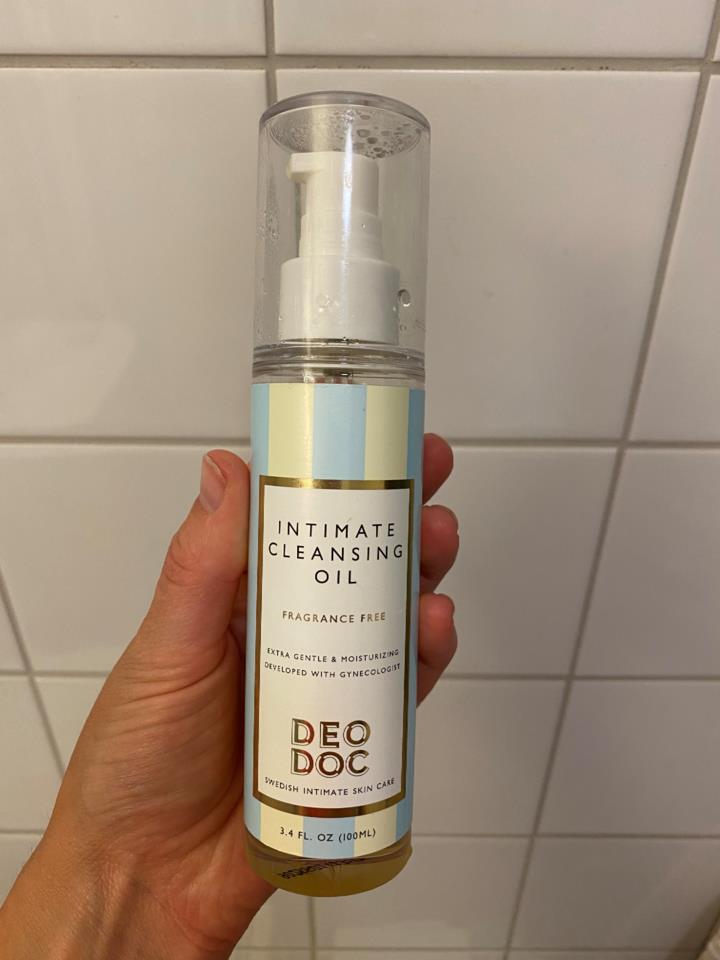 INTIMATE
CLEANSING
OIL
FRAGRANCE FREE
EXTRA GENTLE & MOISTURIZING
DEVELOPED WITH GYNECOLOGIST
DEO
DOC
SWEDISH INTIMATE SKIN CARE
3.4 FL. OZ (100ML)